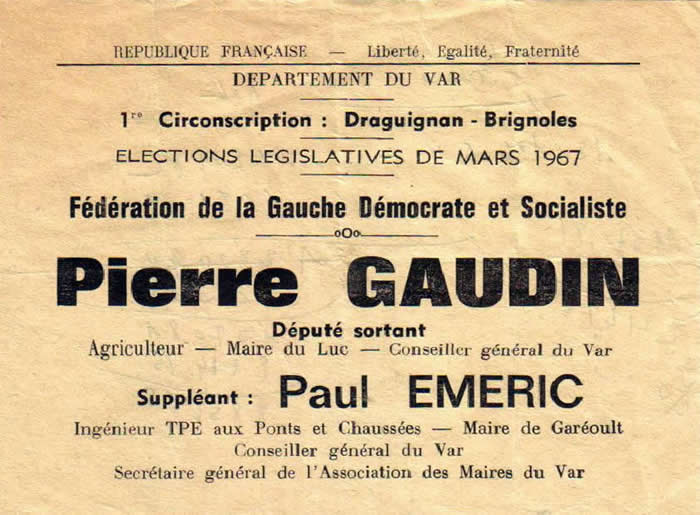 REPUBLIQUE FRANÇAISE — Liberté, Egalité, Fraternité
DEPARTEMENT DU VAR
1re Circonscription : Draguignan - Brignoles
ELECTIONS LEGISLATIVES DE MARS 1967
Fédération de la Gauche Démocrate et Socialiste
oOo
Pierre GAUDIN
Député sortant
Agriculteur — Maire du Luc — Conseiller général du Var
Suppléant : Paul EMERIC
Ingénieur TPE aux Ponts et Chaussées — Maire de Garéoult
Conseiller général du Var
Secrétaire général de l'Association des Maires du Var